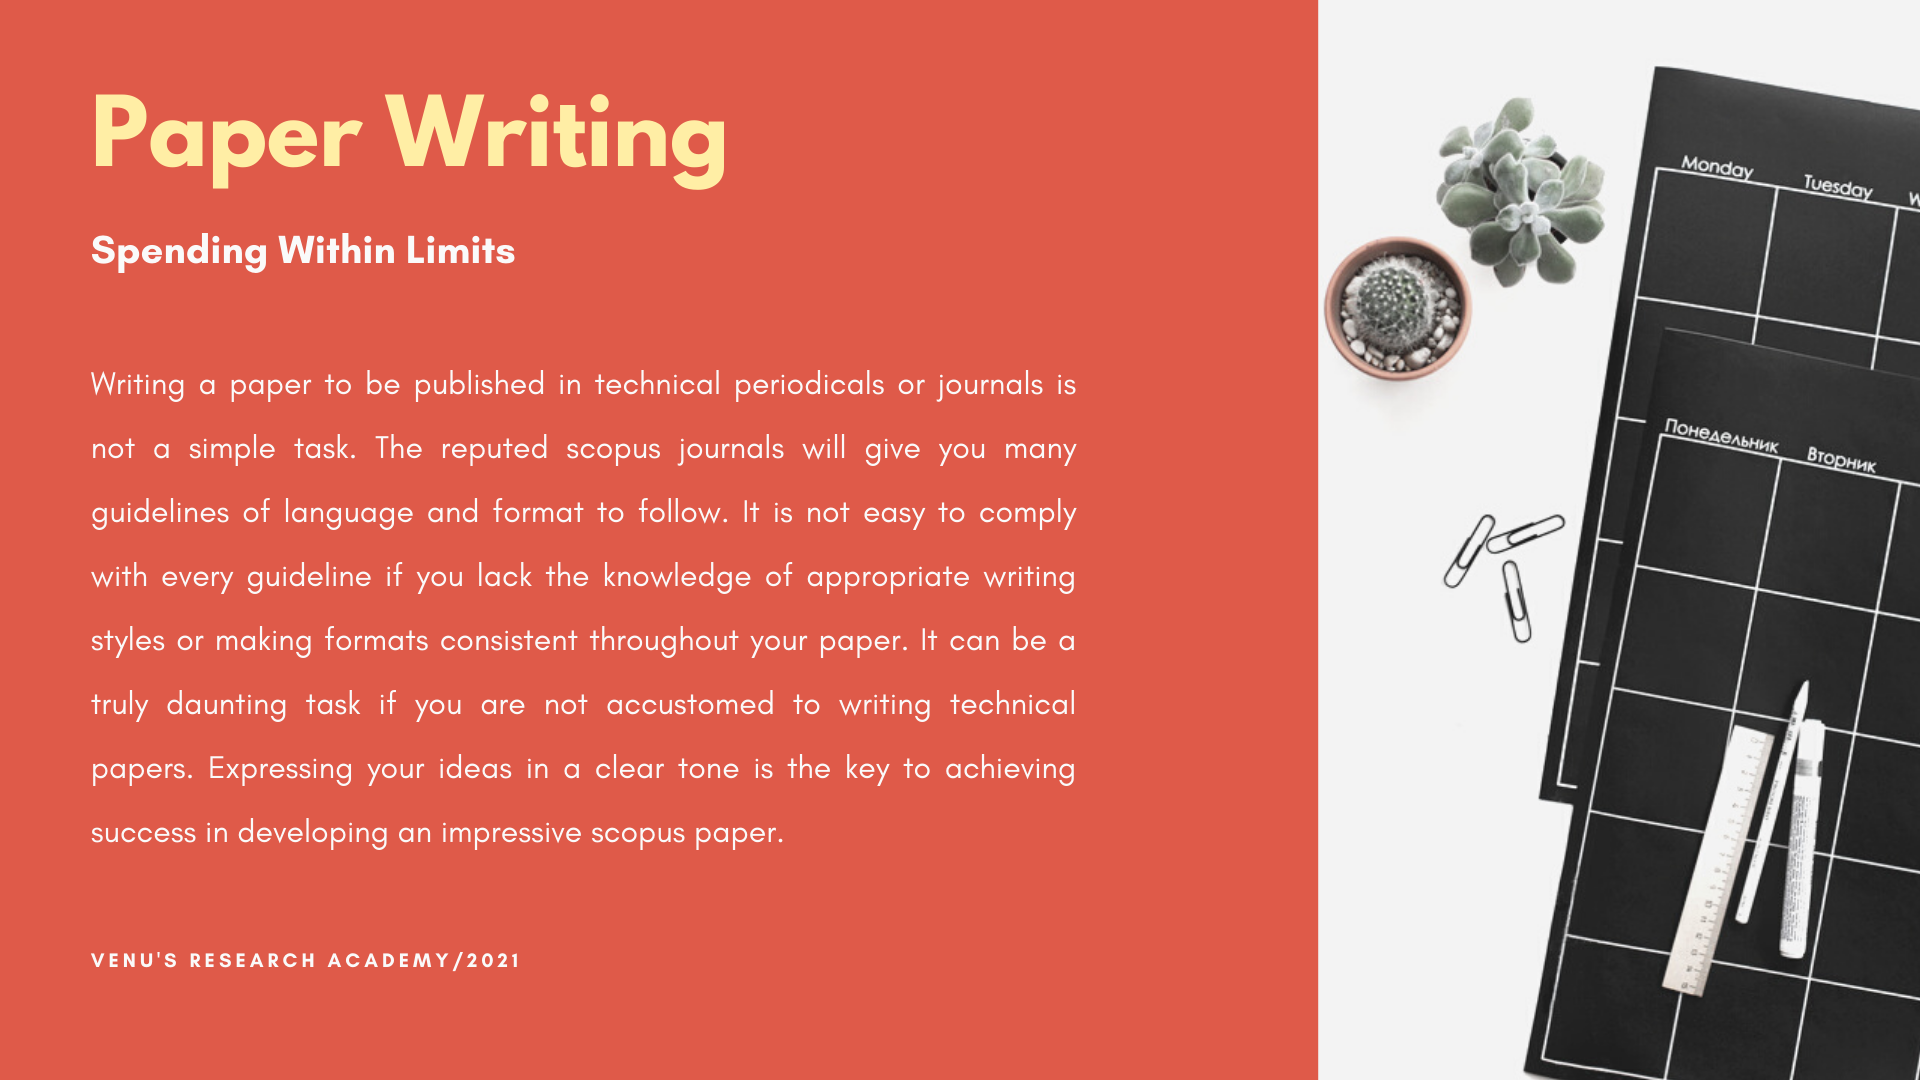 Paper Writing
Spending Within Limits
Writing a paper to be published in technical periodicals or journals is
not a simple task. The reputed scopus journals will give you many
guidelines of language and format to follow. It is not easy to comply
with every guideline if you lack the knowledge of appropriate writing
styles or making formats consistent throughout your paper. It can be a
truly daunting task if you are not accustomed to writing technical
papers. Expressing your ideas in a clear tone is the key to achieving
success in developing an impressive scopus paper.
VENU'S RESEARCH ACADEMY/2021
Monday Tuesday W
Понедельник Вторник